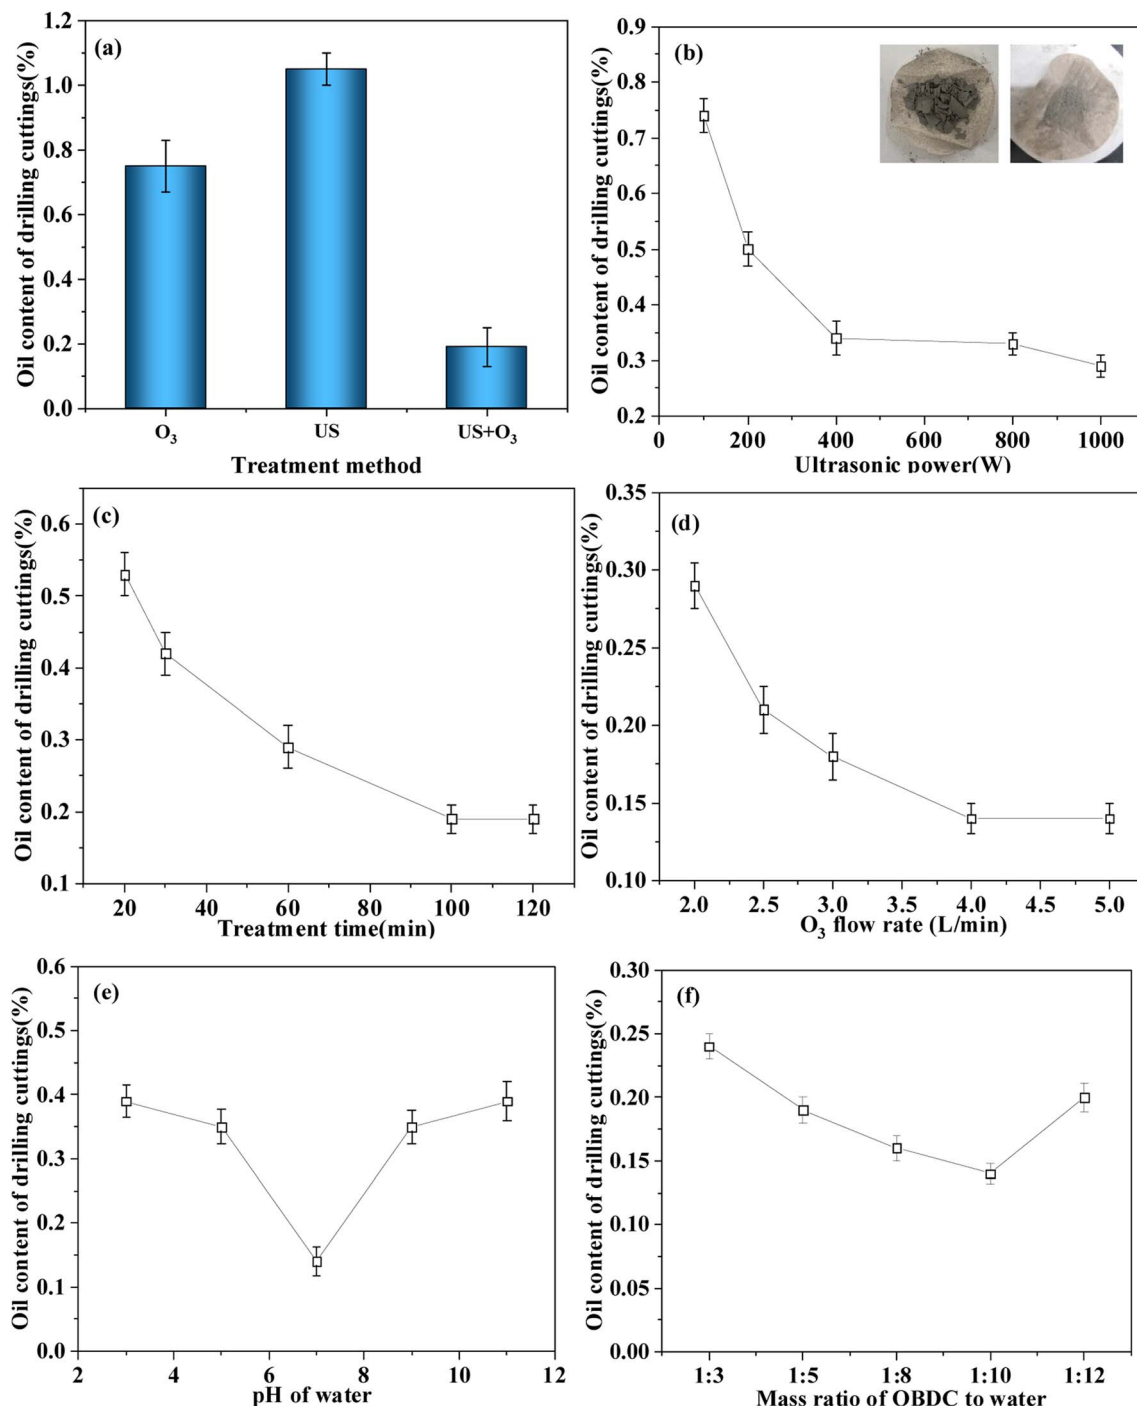 (a)
Oil content of drilling cuttings(%)
1.2
1.0
0.8
0.6
0.4
0.2
0.0
O3 US US+O3
Treatment method
(b)
Oil content of drilling cuttings(%)
0.9
0.8
0.7
0.6
0.5
0.4
0.3
0.2
0 200 400 600 800 1000
Ultrasonic power(W)
(c)
Oil content of drilling cuttings(%)
0.6
0.5
0.4
0.3
0.2
0.1
20 40 60 80 100 120
Treatment time(min)
(d)
Oil content of drilling cuttings(%)
0.35
0.30
0.25
0.20
0.15
0.10
2.0 2.5 3.0 3.5 4.0 4.5 5.0
O3 flow rate (L/min)
(e)
Oil content of drilling cuttings(%)
0.6
0.5
0.4
0.3
0.2
0.1
0.0
2 4 6 8 10 12
pH of water
(f)
Oil content of drilling cuttings(%)
0.30
0.25
0.20
0.15
0.10
0.05
0.00
1:3 1:5 1:8 1:10 1:12
Mass ratio of OBDC to water